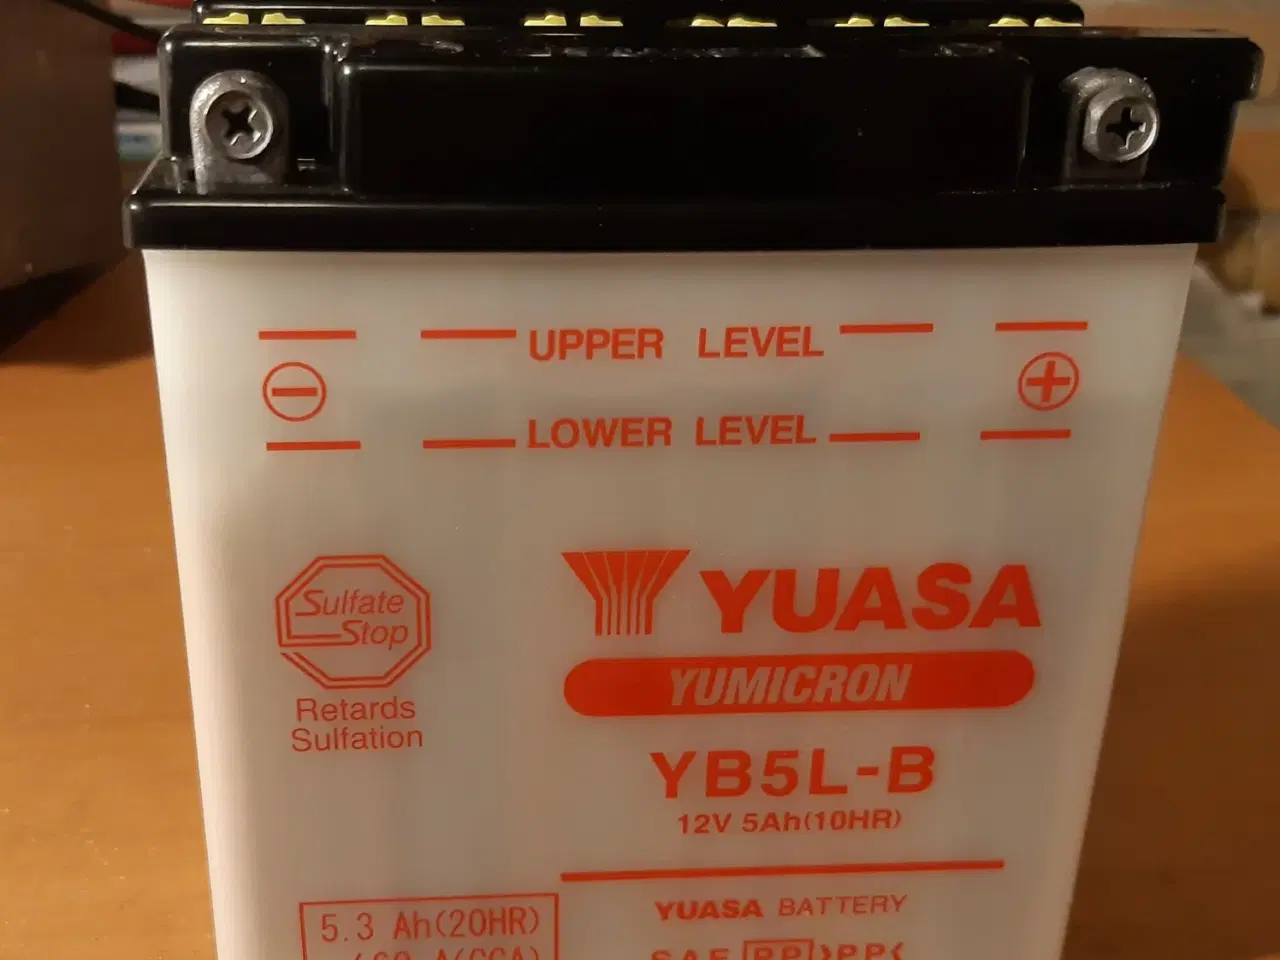 UPPER LEVEL
- +
LOWER LEVEL
Sulfate
Stop
Retards
Sulfation
YUASA
YUMICRON
YB5L-B
12V 5Ah(10HR)
5.3 Ah(20HR)
YUASA BATTERY